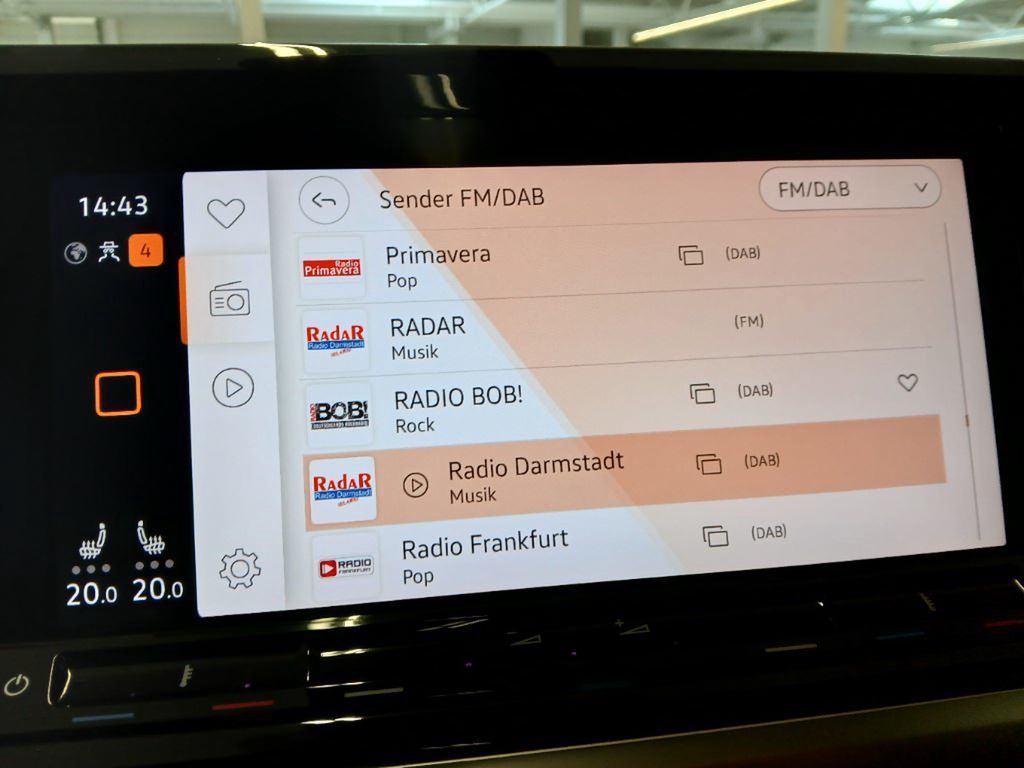 14:43
4
Sender FM/DAB
FM/DAB
Radio
Primavera
Primavera
(DAB)
Pop
RADAR
Radio Darmstadt
RADAR
(FM)
Musik
RADIO
BOB!
RADIO BOB!
(DAB)
Rock
RADAR
Radio Darmstadt
Radio Darmstadt
(DAB)
Musik
RADIO
FRANKFURT
Radio Frankfurt
(DAB)
Pop
20.0
20.0